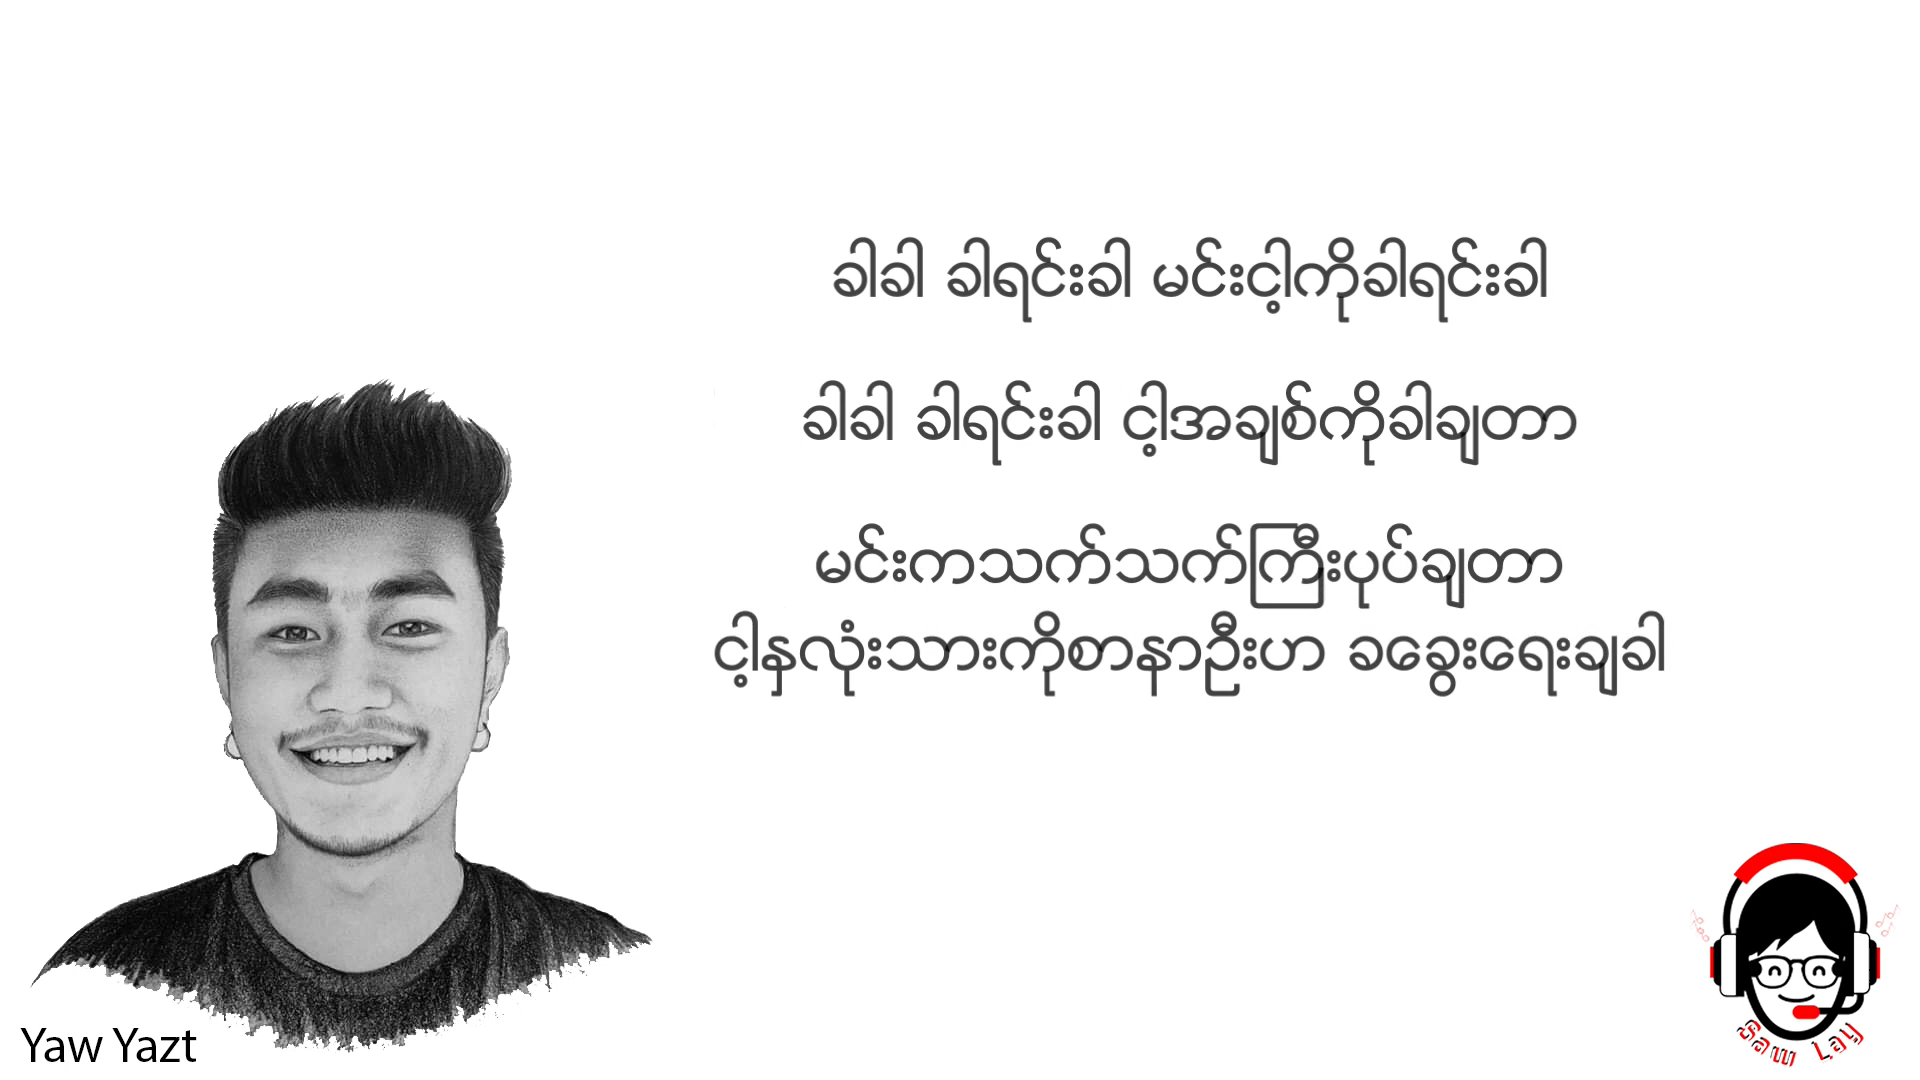 ခါခါ ခါရင်းခါ မင်းငါ့ကိုခါရင်းခါ
ခါခါ ခါရင်းခါ ငါ့အချစ်ကိုခါချတာ
မင်းကသက်သက်ကြီးပုပ်ချတာ
ငါ့နှလုံးသားကိုစာနာဦးဟ ခခွေးရေးချခါ
Yaw Yazt
Saw Lay